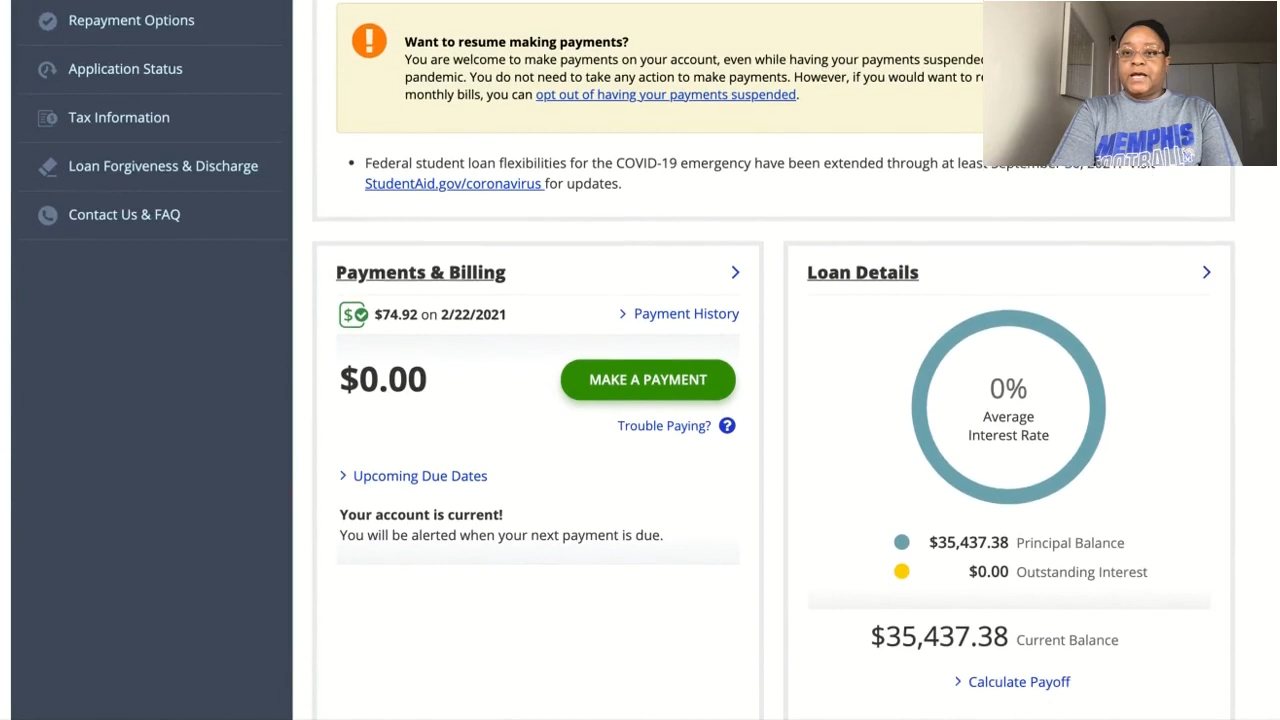 Repayment Options
Application Status
Tax Information
Loan Forgiveness & Discharge
Contact Us & FAQ
Want to resume making payments?
You are welcome to make payments on your account, even while having your payments suspended
pandemic. You do not need to take any action to make payments. However, if you would want to
monthly bills, you can opt out of having your payments suspended.
• Federal student loan flexibilities for the COVID-19 emergency have been extended through at least
StudentAid.gov/coronavirus for updates.
MEMPHIS
FOOTBALL
Payments & Billing
$74.92 on 2/22/2021
Payment History
$0.00
MAKE A PAYMENT
Trouble Paying? ?
Upcoming Due Dates
Your account is current!
You will be alerted when your next payment is due.
Loan Details
0%
Average
Interest Rate
$35,437.38 Principal Balance
$0.00 Outstanding Interest
$35,437.38 Current Balance
Calculate Payoff